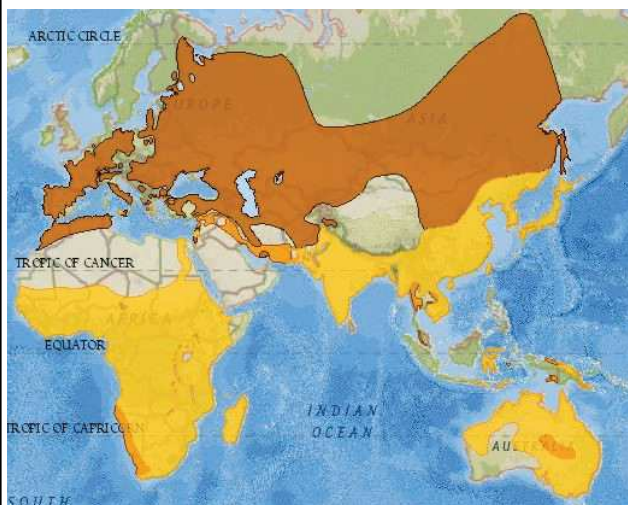 ARCTIC CIRCLE
EUROPE
ASIA
TROPIC OF CANCER
AFRICA
EQUATOR
INDIAN
OCEAN
TROPIC OF CAPRICORN
AUSTRALIA
SOUTH